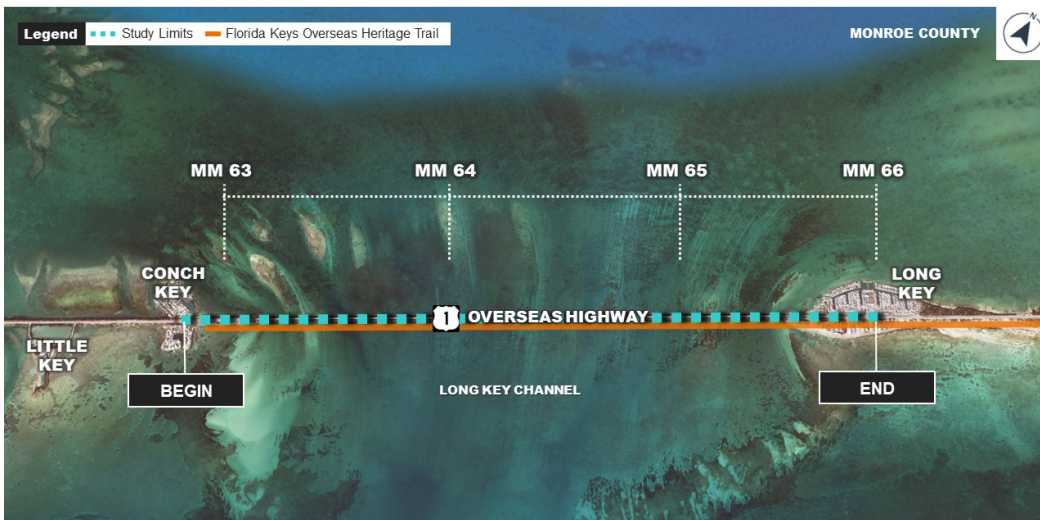 Legend Study Limits Florida Keys Overseas Heritage Trail
MONROE COUNTY
N
MM 63 MM 64 MM 65 MM 66
CONCH
KEY
LONG
KEY
1 OVERSEAS HIGHWAY
LITTLE
KEY
BEGIN
LONG KEY CHANNEL
END